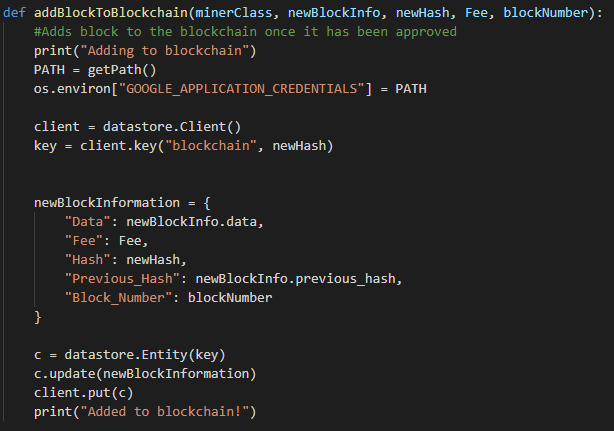 def addBlockToBlockchain(minerClass, newBlockInfo, newHash, Fee, blockNumber):
    #Adds block to the blockchain once it has been approved
    print("Adding to blockchain")
    PATH = getPath()
    os.environ["GOOGLE_APPLICATION_CREDENTIALS"] = PATH
    client = datastore.Client()
    key = client.key("blockchain", newHash)
    newBlockInformation = {
        "Data": newBlockInfo.data,
        "Fee": Fee,
        "Hash": newHash,
        "Previous_Hash": newBlockInfo.previous_hash,
        "Block_Number": blockNumber
    }
    c = datastore.Entity(key)
    c.update(newBlockInformation)
    client.put(c)
    print("Added to blockchain!")